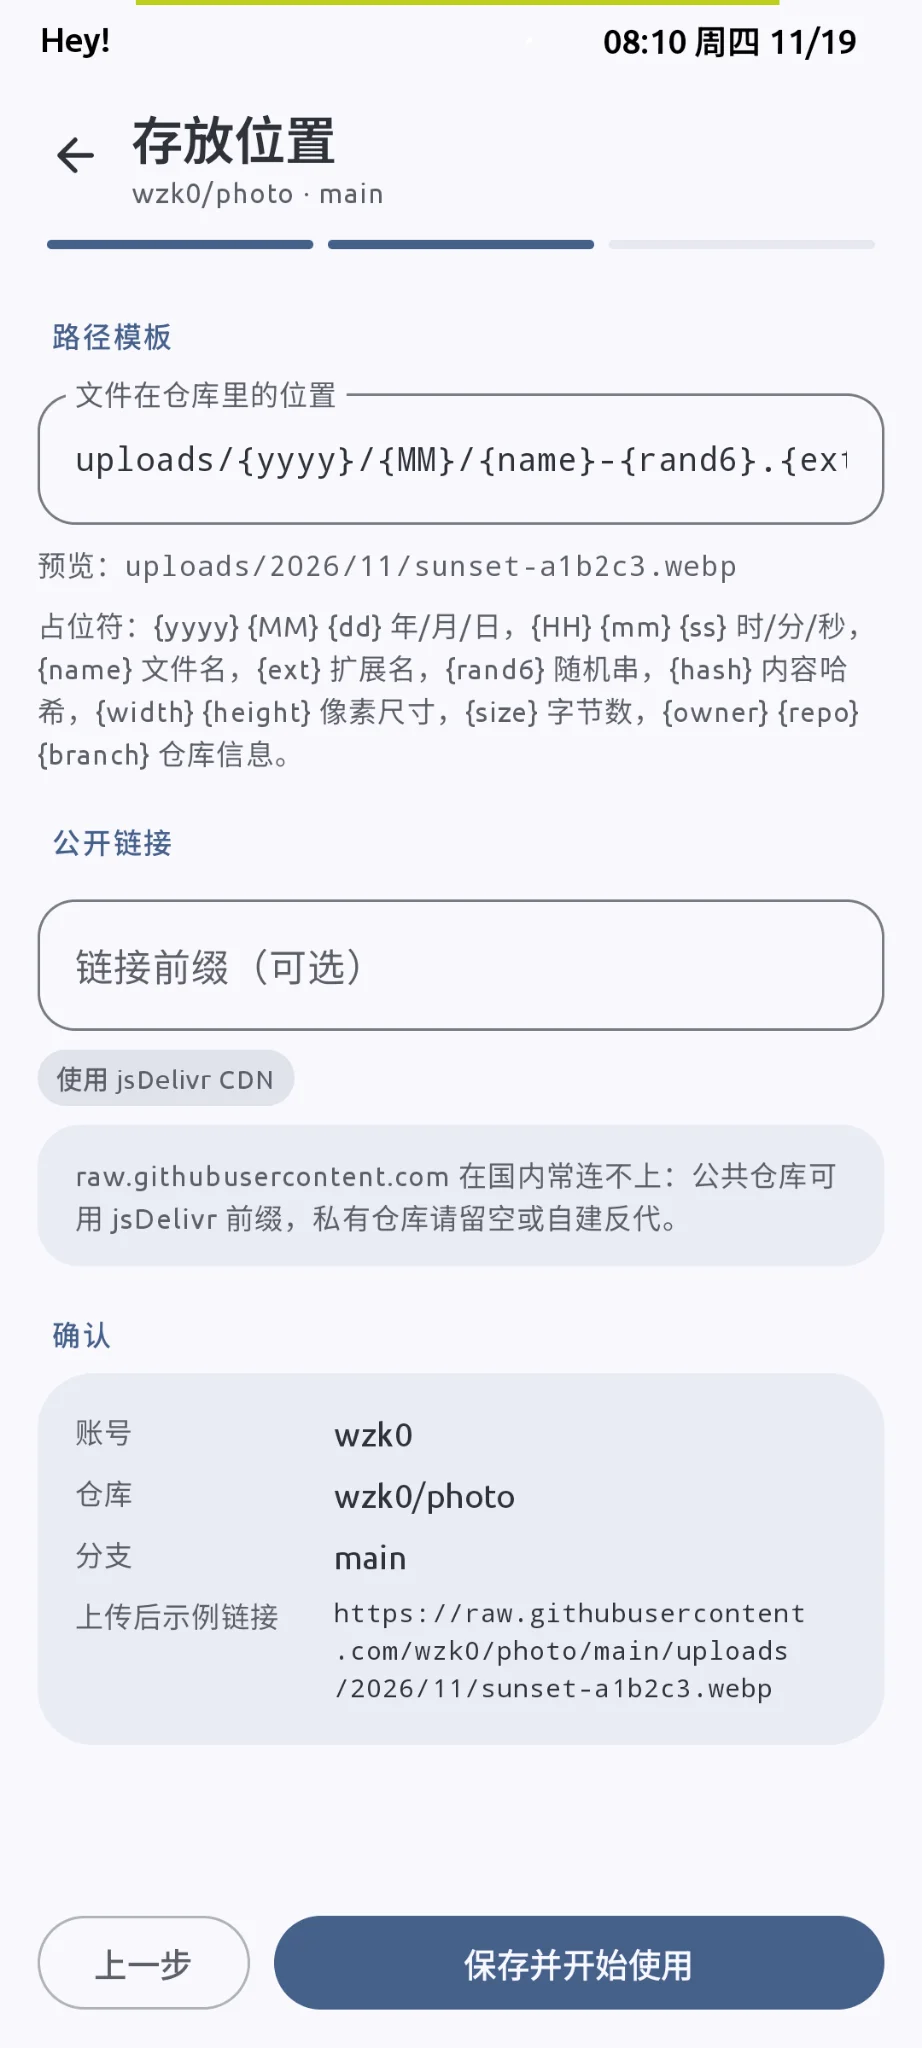 Hey!
08:10 周四 11/19
存放位置
wzk0/photo · main
路径模板
文件在仓库里的位置
uploads/{yyyy}/{MM}/{name}-{rand6}.{ext
预览：uploads/2026/11/sunset-a1b2c3.webp
占位符：{yyyy} {MM} {dd} 年/月/日，{HH} {mm} {ss} 时/分/秒，
{name} 文件名，{ext} 扩展名，{rand6} 随机串，{hash} 内容哈
希，{width} {height} 像素尺寸，{size} 字节数，{owner} {repo}
{branch} 仓库信息。
公开链接
链接前缀（可选）
使用 jsDelivr CDN
raw.githubusercontent.com 在国内常连不上：公共仓库可
用 jsDelivr 前缀，私有仓库请留空或自建反代。
确认
账号 wzk0
仓库 wzk0/photo
分支 main
上传后示例链接 https://raw.githubusercontent
.com/wzk0/photo/main/uploads
/2026/11/sunset-a1b2c3.webp
上一步
保存并开始使用